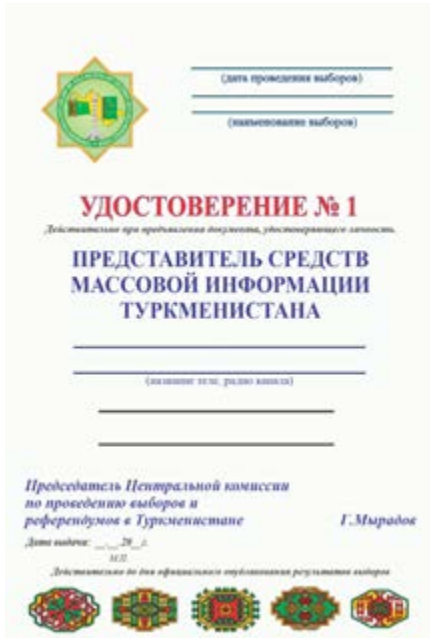 (дата проведения выборов)
(наименование выборов)
УДОСТОВЕРЕНИЕ № 1
Действительно при предъявлении документа, удостоверяющего личность.
ПРЕДСТАВИТЕЛЬ СРЕДСТВ
МАССОВОЙ ИНФОРМАЦИИ
ТУРКМЕНИСТАНА
(название теле, радио канала)
Председатель Центральной комиссии
по проведению выборов и
референдумов в Туркменистане Г.Мырадов
Дата выдачи: __.__ 20__г.
М.П.
Действительно до дня официального опубликования результатов выборов